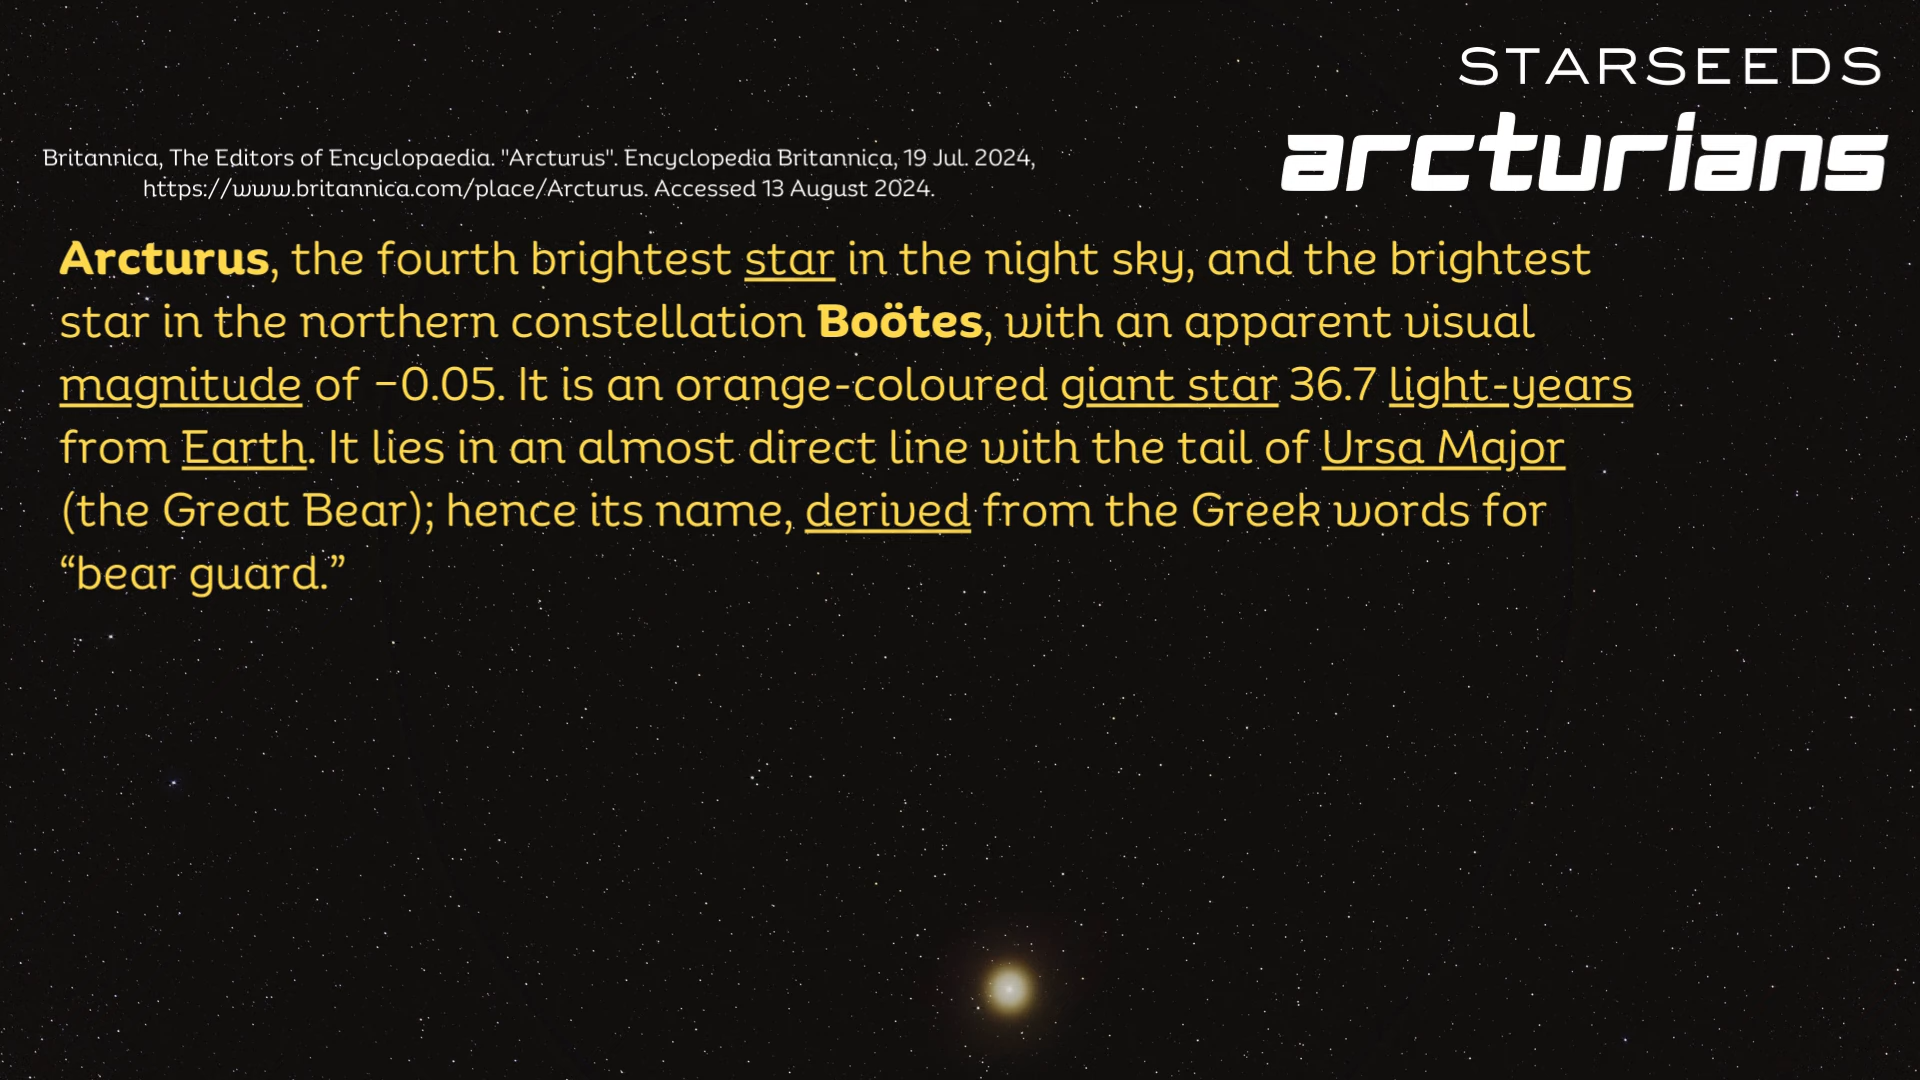 STARSEEDS
arcturians
Britannica, The Editors of Encyclopaedia. "Arcturus". Encyclopedia Britannica, 19 Jul. 2024,
https://www.britannica.com/place/Arcturus. Accessed 13 August 2024.
Arcturus, the fourth brightest star in the night sky, and the brightest
star in the northern constellation Boötes, with an apparent visual
magnitude of −0.05. It is an orange-coloured giant star 36.7 light-years
from Earth. It lies in an almost direct line with the tail of Ursa Major
(the Great Bear); hence its name, derived from the Greek words for
“bear guard.”